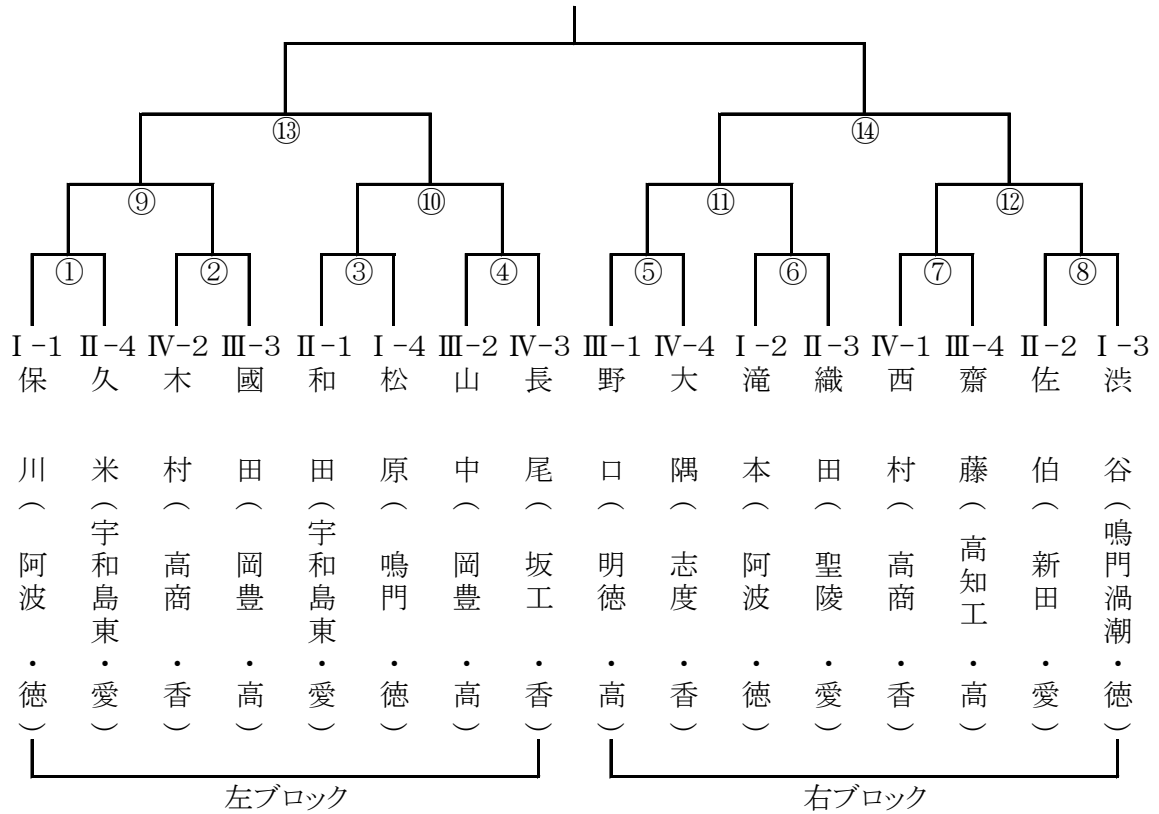 ⑬ ⑭
⑨ ⑩ ⑪ ⑫
① ② ③ ④ ⑤ ⑥ ⑦ ⑧
Ⅰ-1 Ⅱ-4 Ⅳ-2 Ⅲ-3 Ⅱ-1 Ⅰ-4 Ⅲ-2 Ⅳ-3 Ⅲ-1 Ⅳ-4 Ⅰ-2 Ⅱ-3 Ⅳ-1 Ⅲ-4 Ⅱ-2 Ⅰ-3
保川(阿波・徳)
久米(宇和島東・愛)
木村(高商・香)
國田(岡豊・高)
和田(宇和島東・愛)
松原(鳴門・徳)
山中(岡豊・高)
長尾(坂工・香)
野口(明徳・高)
大隅(志度・香)
滝本(阿波・徳)
織田(聖陵・愛)
西村(高商・香)
齋藤(高知工・高)
佐伯(新田・愛)
渋谷(鳴門渦潮・徳)
左ブロック 右ブロック